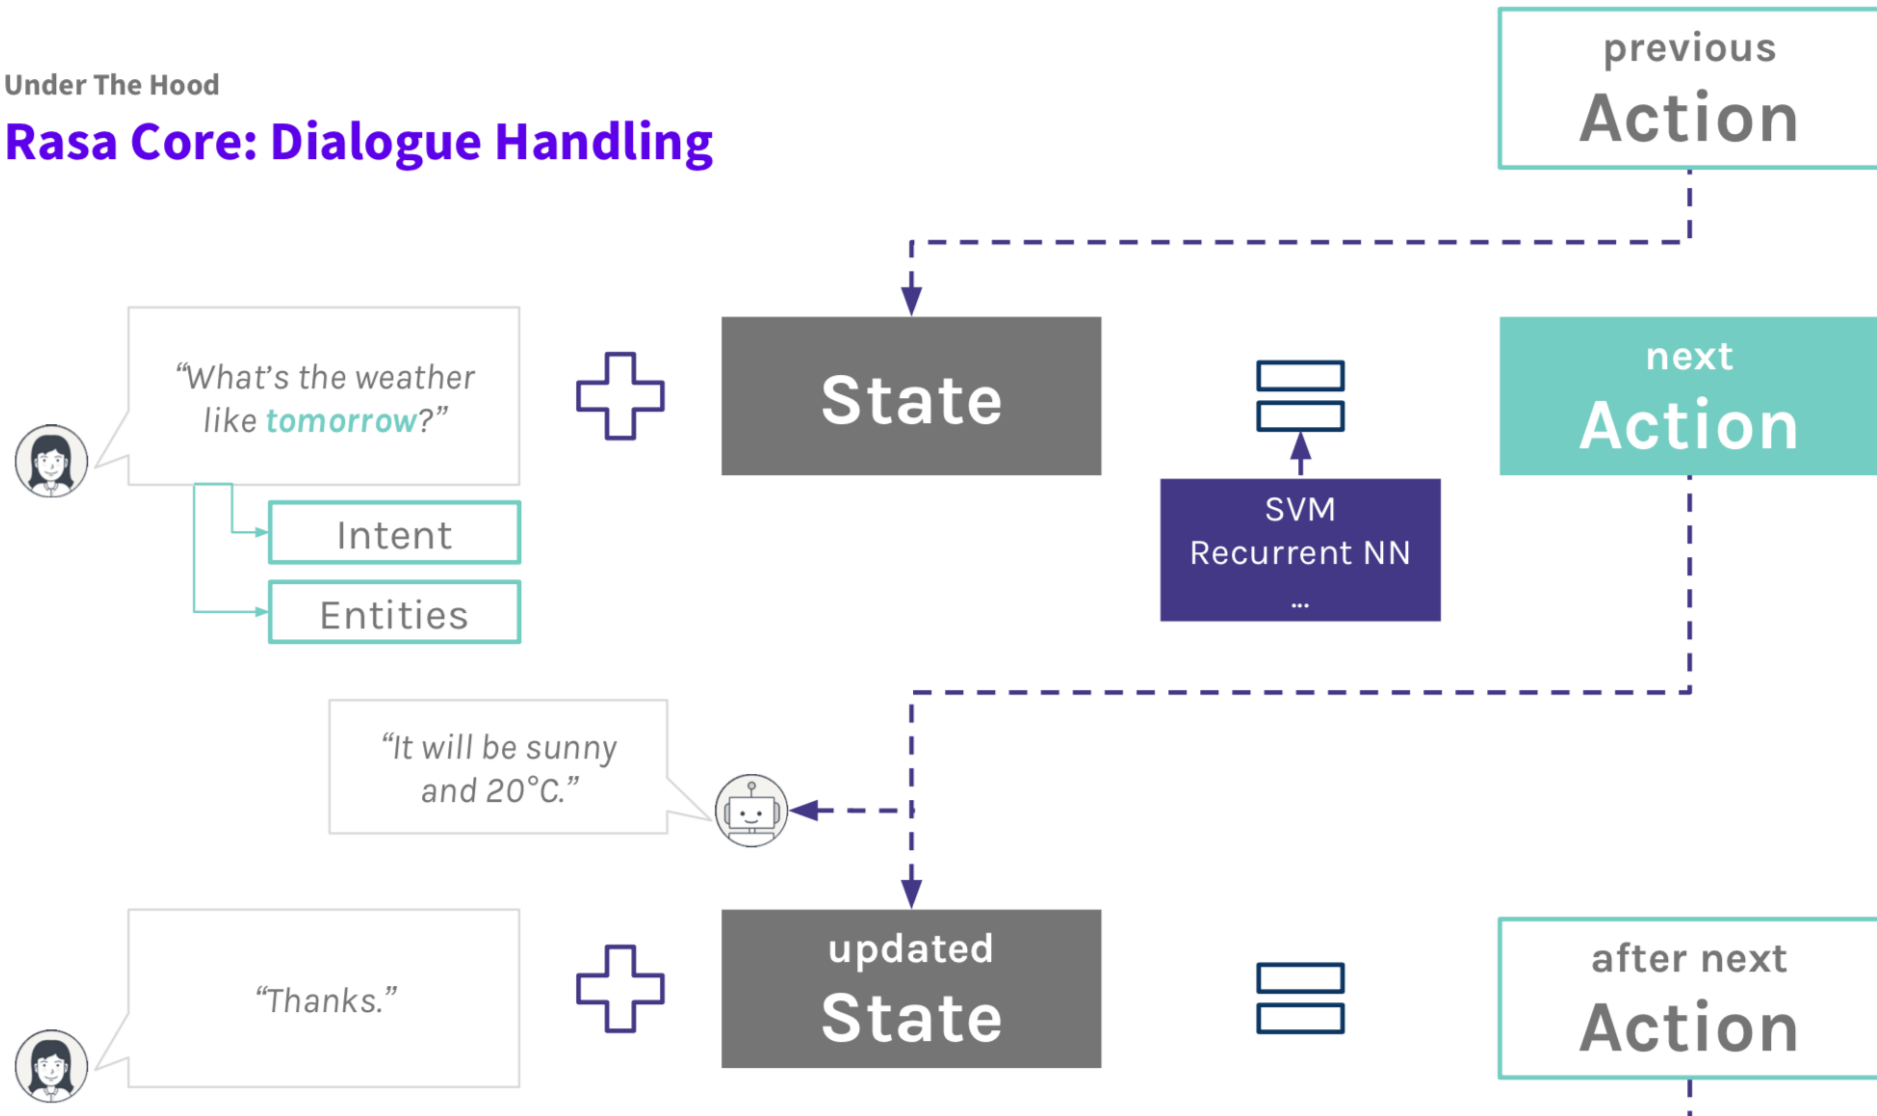 Under The Hood
Rasa Core: Dialogue Handling
previous
Action
“What’s the weather
like tomorrow?”
State
next
Action
SVM
Recurrent NN
...
Intent
Entities
“It will be sunny
and 20°C.”
“Thanks.”
updated
State
after next
Action